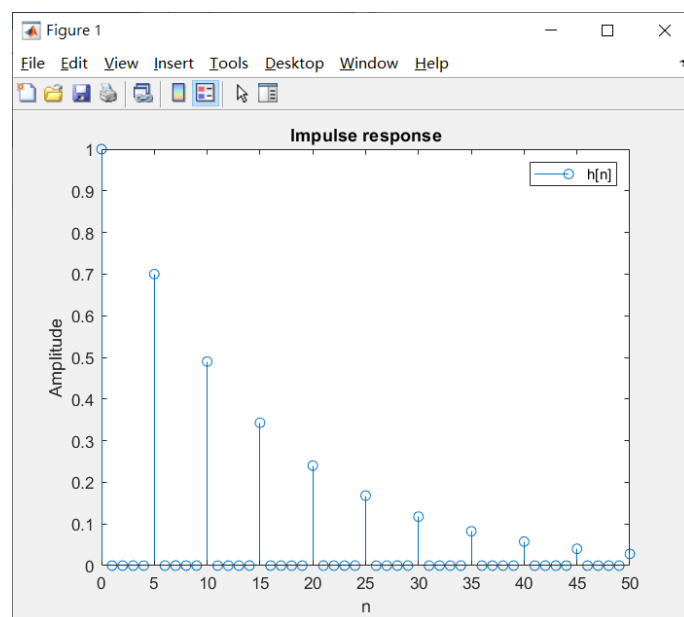 Figure 1
File Edit View Insert Tools Desktop Window Help
Impulse response
h[n]
1
0.9
0.8
0.7
0.6
0.5
0.4
0.3
0.2
0.1
0
Amplitude
0 5 10 15 20 25 30 35 40 45 50
n